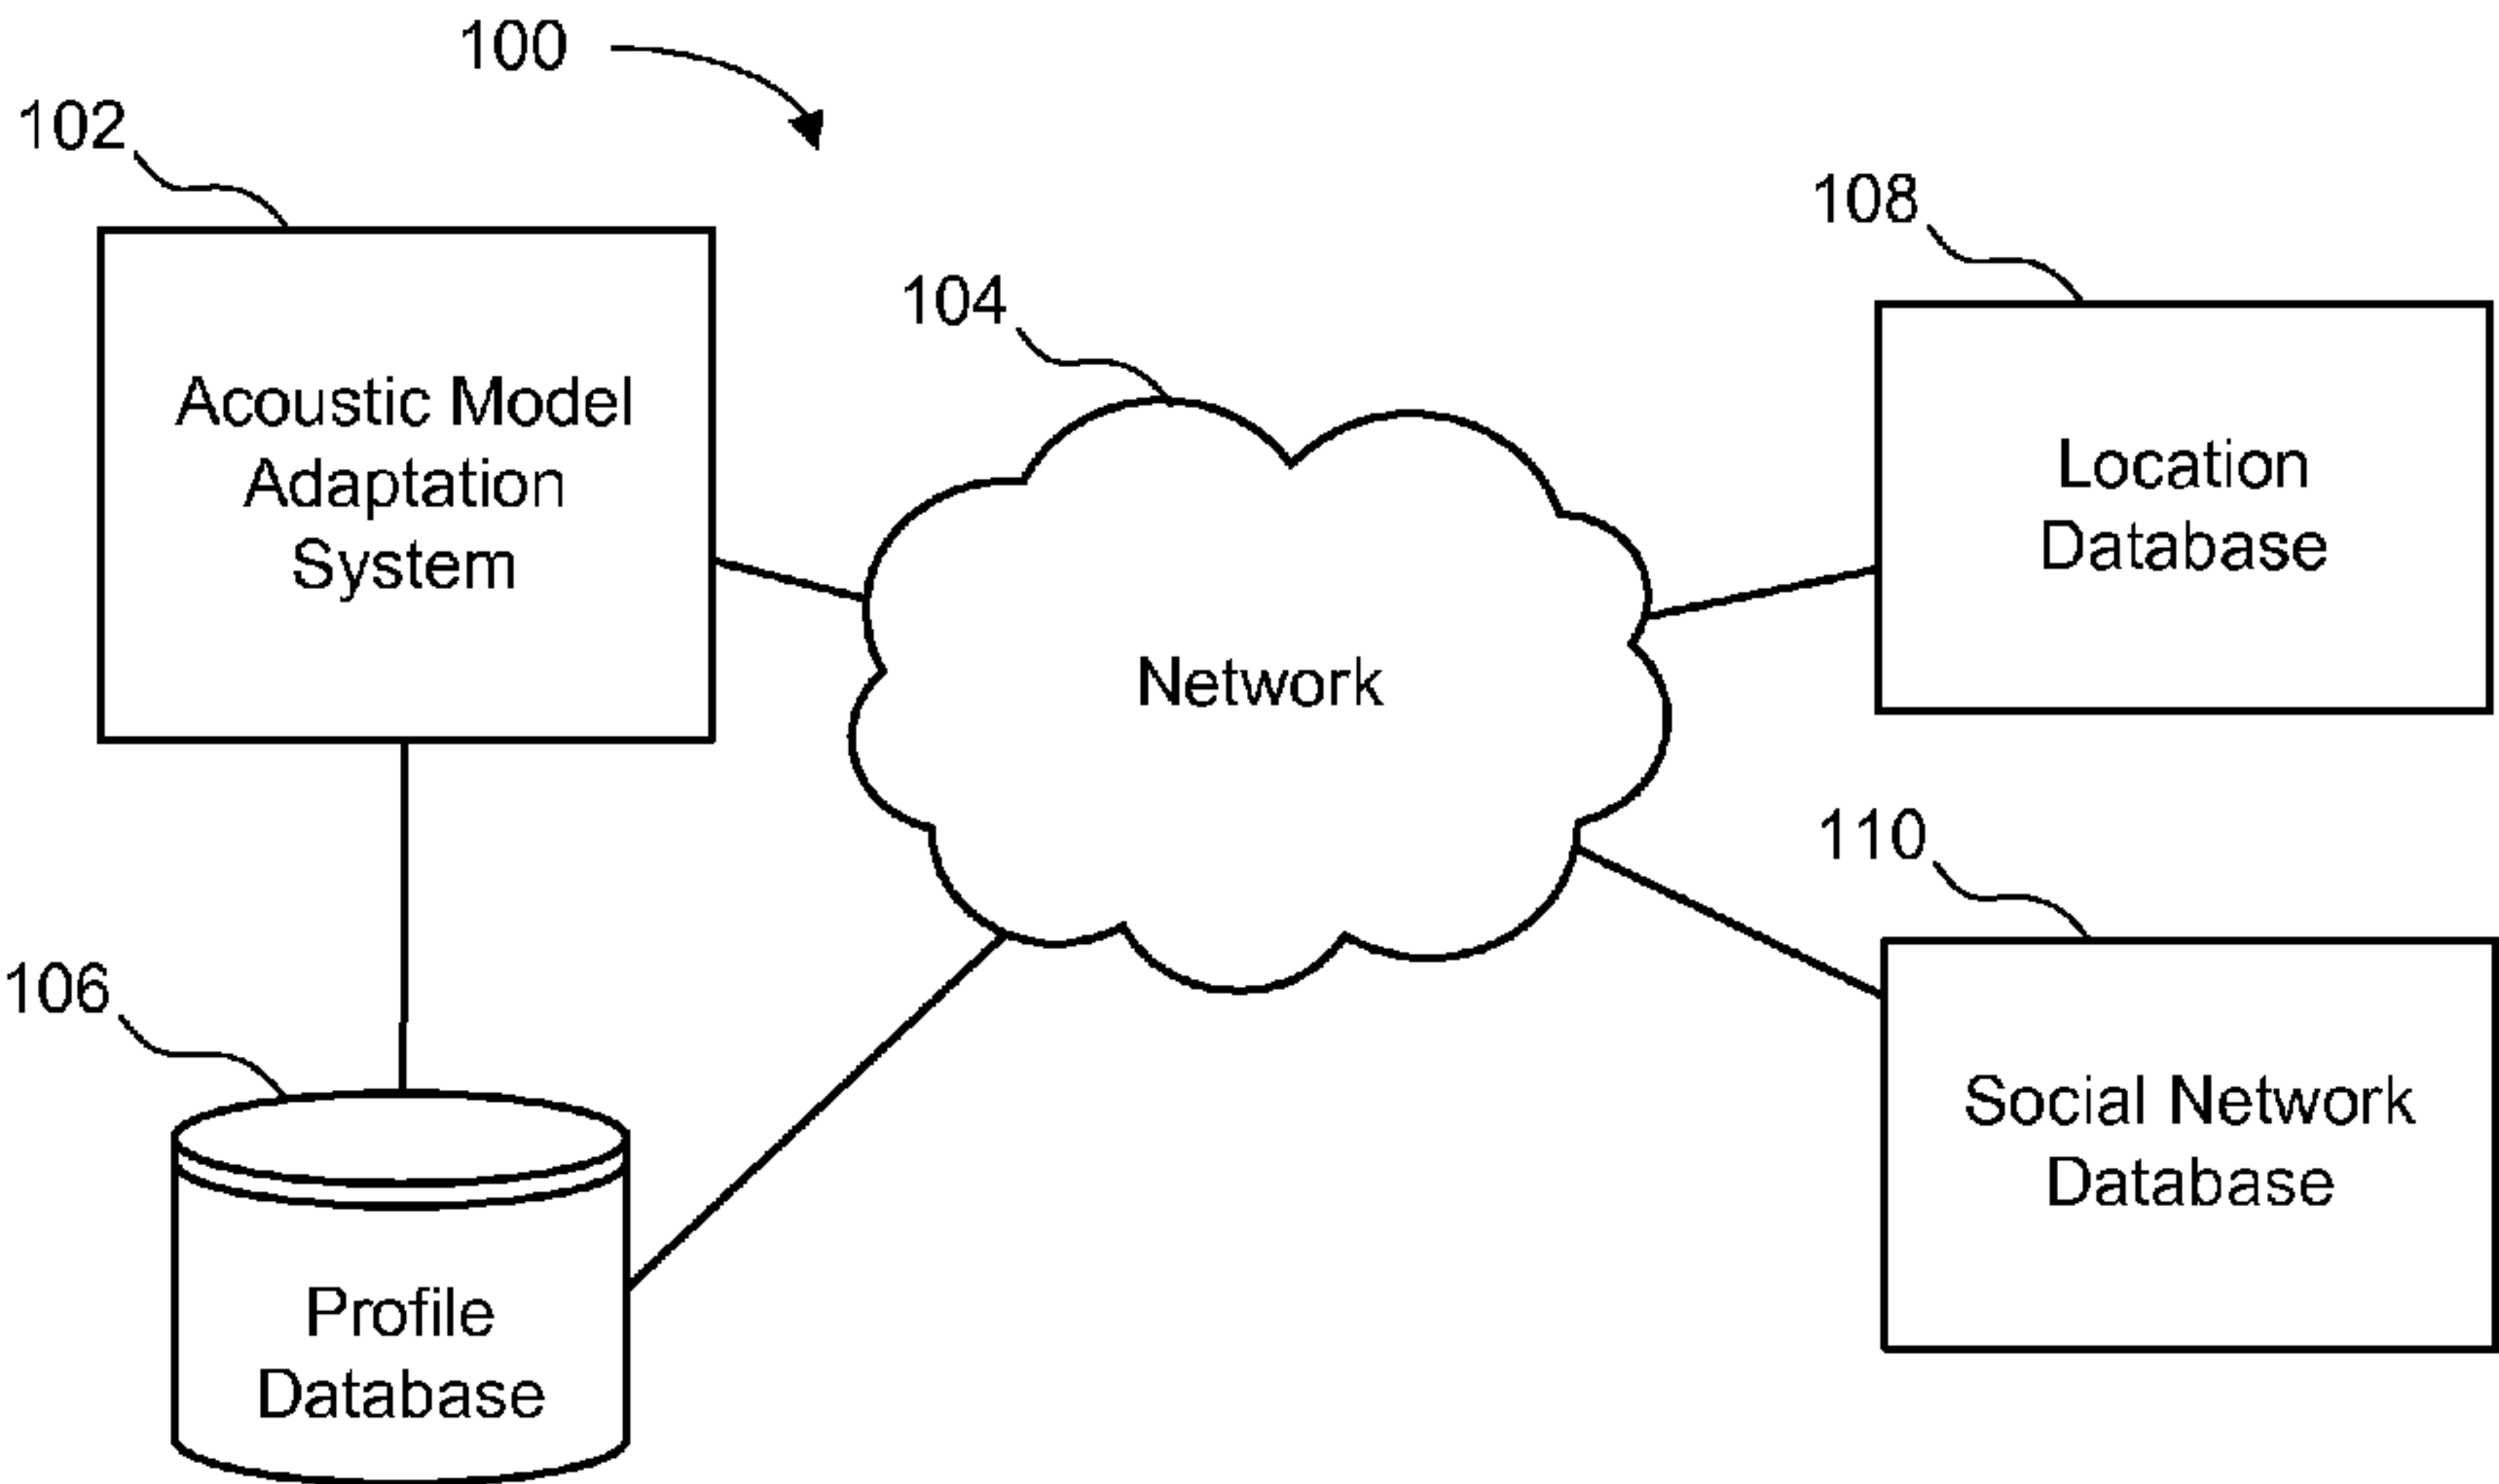 100
102
108
104
Acoustic Model
Adaptation
System
Location
Database
Network
110
106
Social Network
Database
Profile
Database